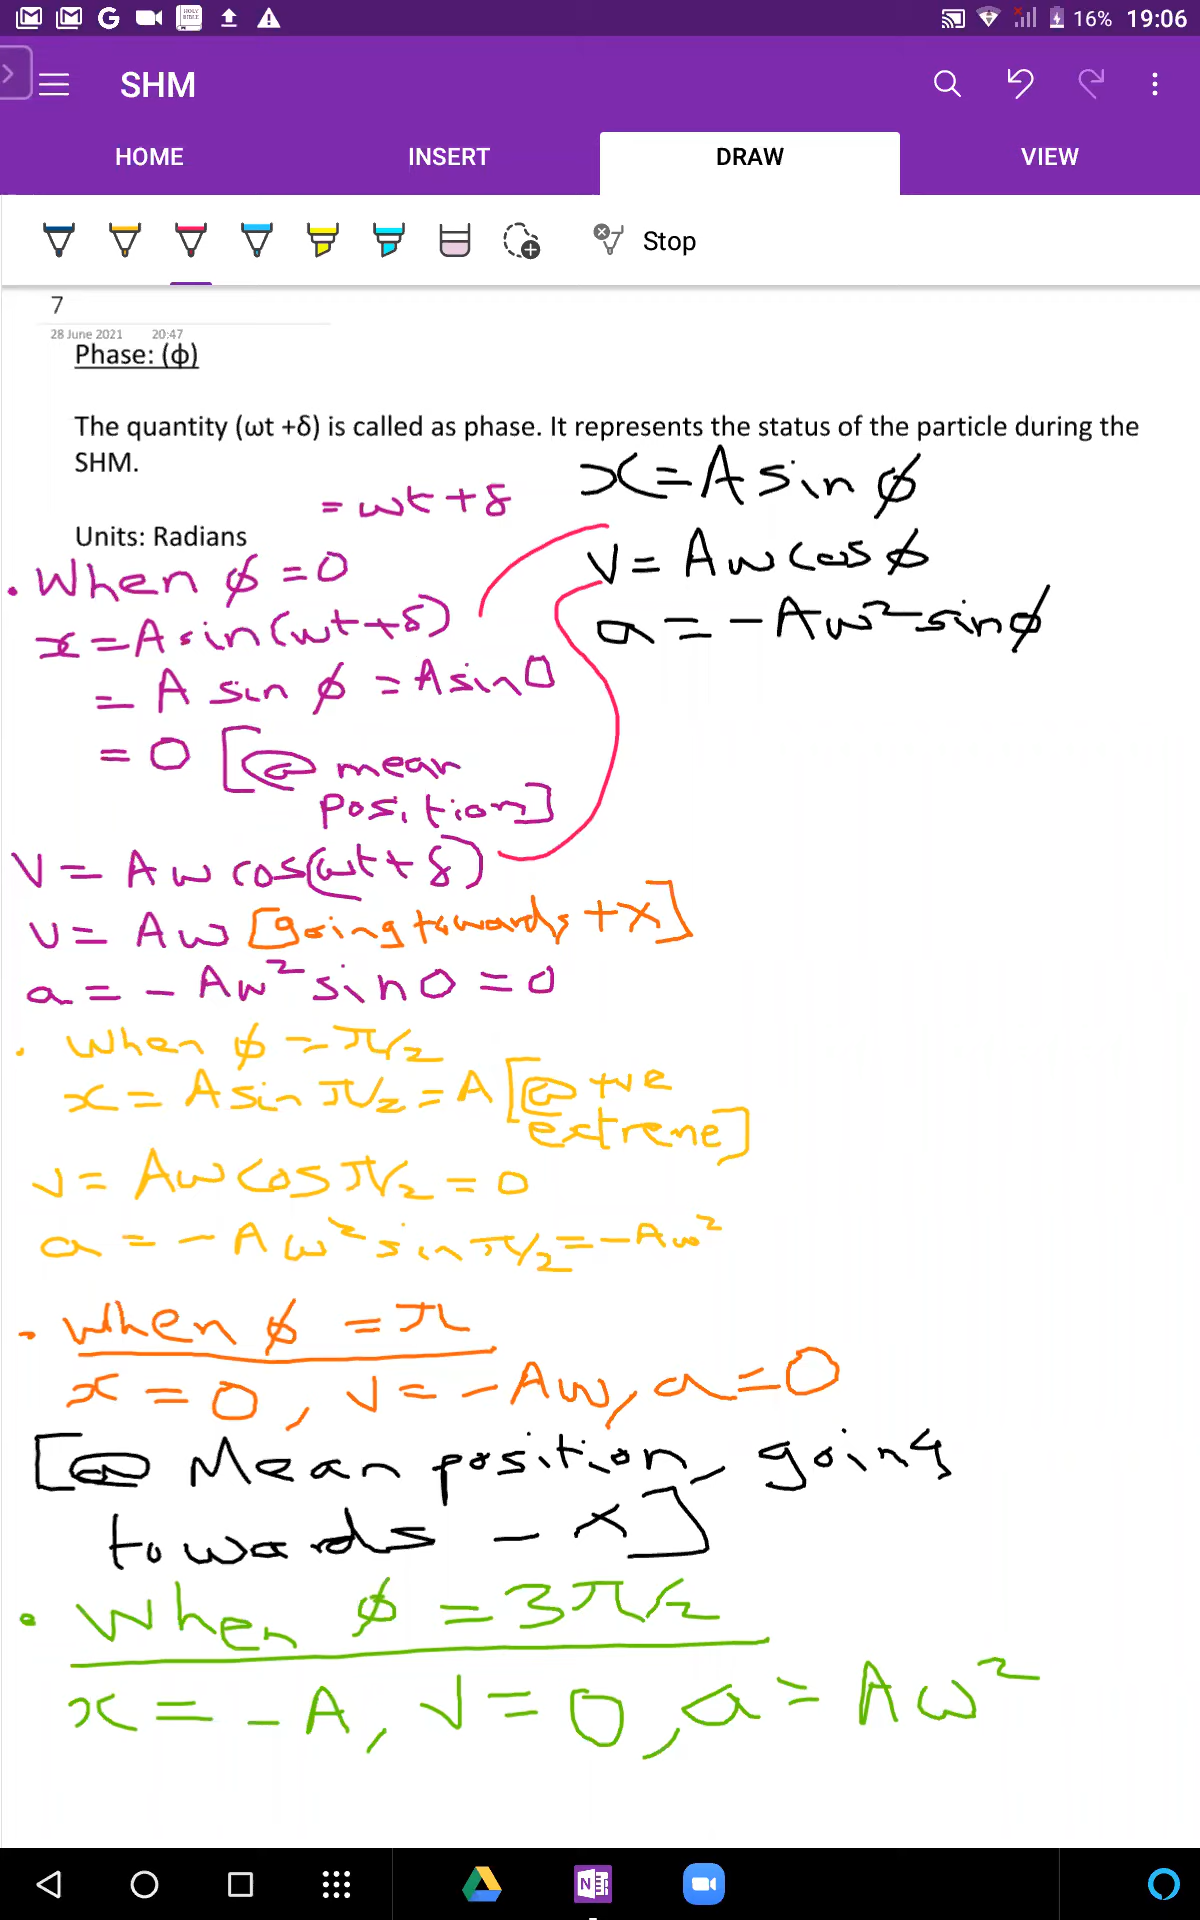 16% 19:06
SHM
HOME INSERT DRAW VIEW
Stop
7
28 June 2021 20:47
Phase: (ϕ)
The quantity (ωt +δ) is called as phase. It represents the status of the particle during the
SHM.
x = A sin ϕ
= ωt + δ
Units: Radians
v = Aω cos ϕ
. When ϕ = 0
a = - Aω² sin ϕ
x = A sin (ωt + δ)
= A sin ϕ = A sin 0
= 0 [@ mean
position]
v = Aω cos(ωt + δ)
v = Aω [going towards +x]
a = - Aω² sin 0 = 0
. When ϕ = π/2
x = A sin π/2 = A [@ +ve
extreme]
v = Aω cos π/2 = 0
a = - Aω² sin π/2 = - Aω²
- When ϕ = π
x = 0, v = - Aω, a = 0
[@ Mean position, going
towards - x]
• When ϕ = 3π/2
x = - A, v = 0, a = Aω²